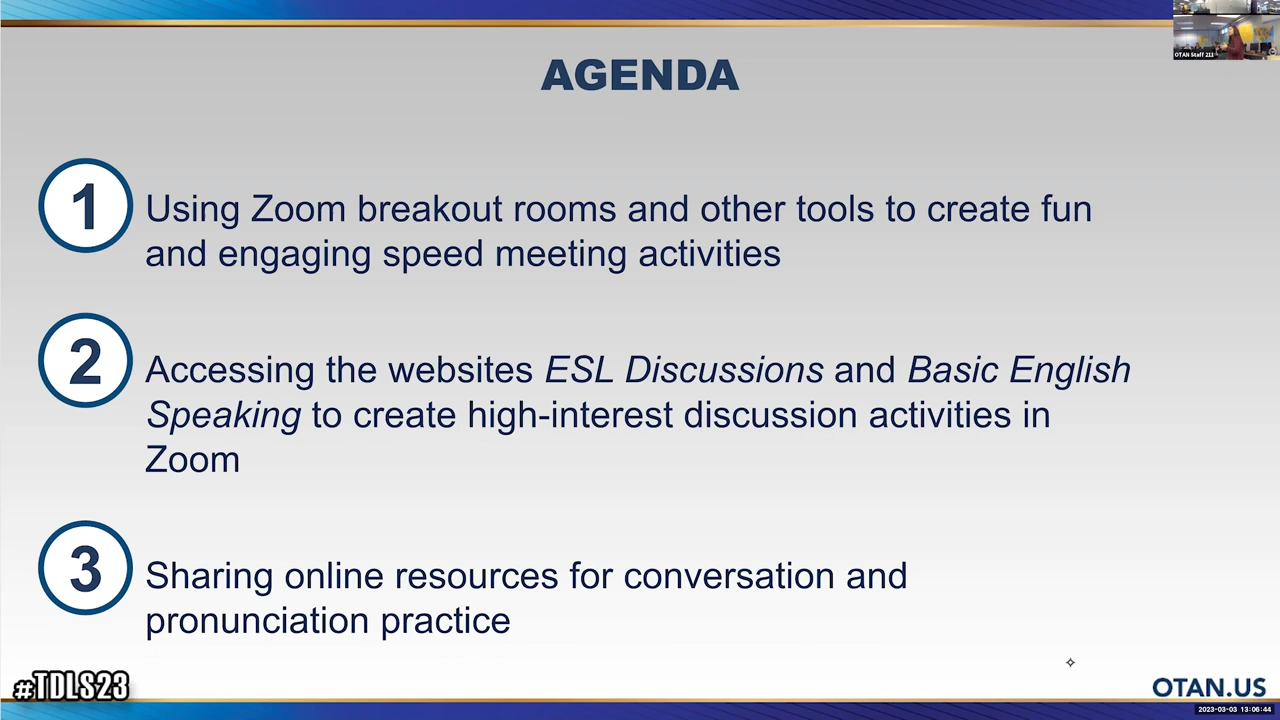 OTAN Staff 211
AGENDA
1
Using Zoom breakout rooms and other tools to create fun
and engaging speed meeting activities
2
Accessing the websites ESL Discussions and Basic English
Speaking to create high-interest discussion activities in
Zoom
3
Sharing online resources for conversation and
pronunciation practice
#TDLS23
OTAN.US
2023-03-03 13:06:44